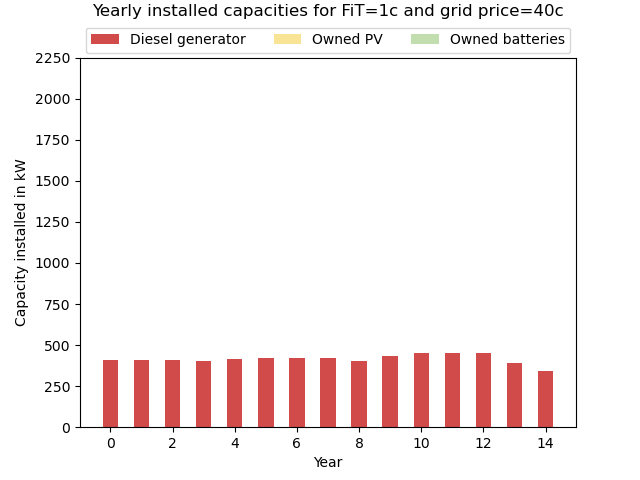 Yearly installed capacities for FiT=1c and grid price=40c
Diesel generator Owned PV Owned batteries
2250
2000
1750
1500
1250
1000
750
500
250
0
Capacity installed in kW
0 2 4 6 8 10 12 14
Year